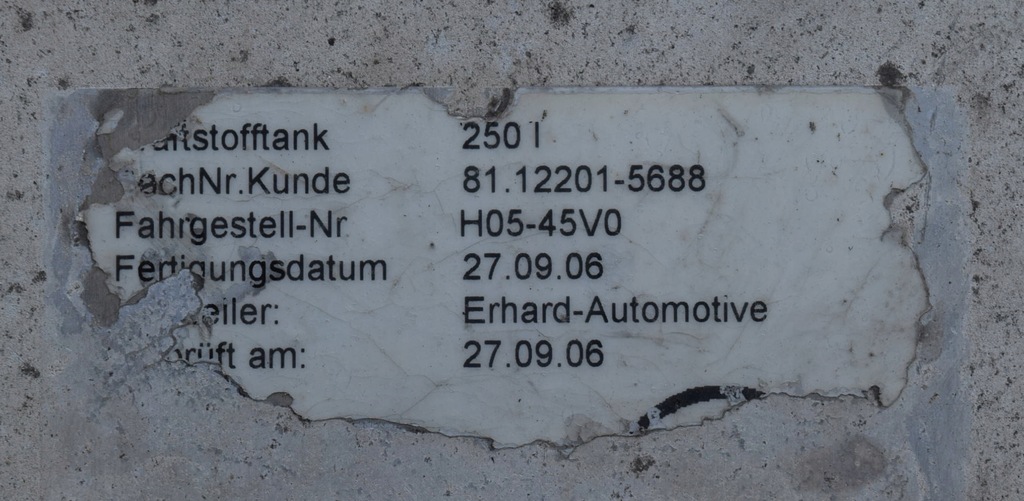 aftstofftank 250 l
achNr.Kunde 81.12201-5688
Fahrgestell-Nr H05-45V0
Fertigungsdatum 27.09.06
eiler: Erhard-Automotive
prüft am: 27.09.06